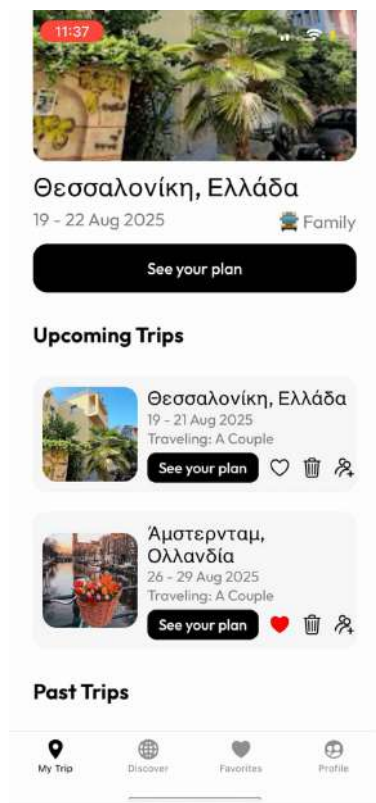 11:37
Θεσσαλονίκη, Ελλάδα
19 - 22 Aug 2025
Family
See your plan
Upcoming Trips
Θεσσαλονίκη, Ελλάδα
19 - 21 Aug 2025
Traveling: A Couple
See your plan
Άμστερνταμ,
Ολλανδία
26 - 29 Aug 2025
Traveling: A Couple
See your plan
Past Trips
My Trip
Discover
Favorites
Profile